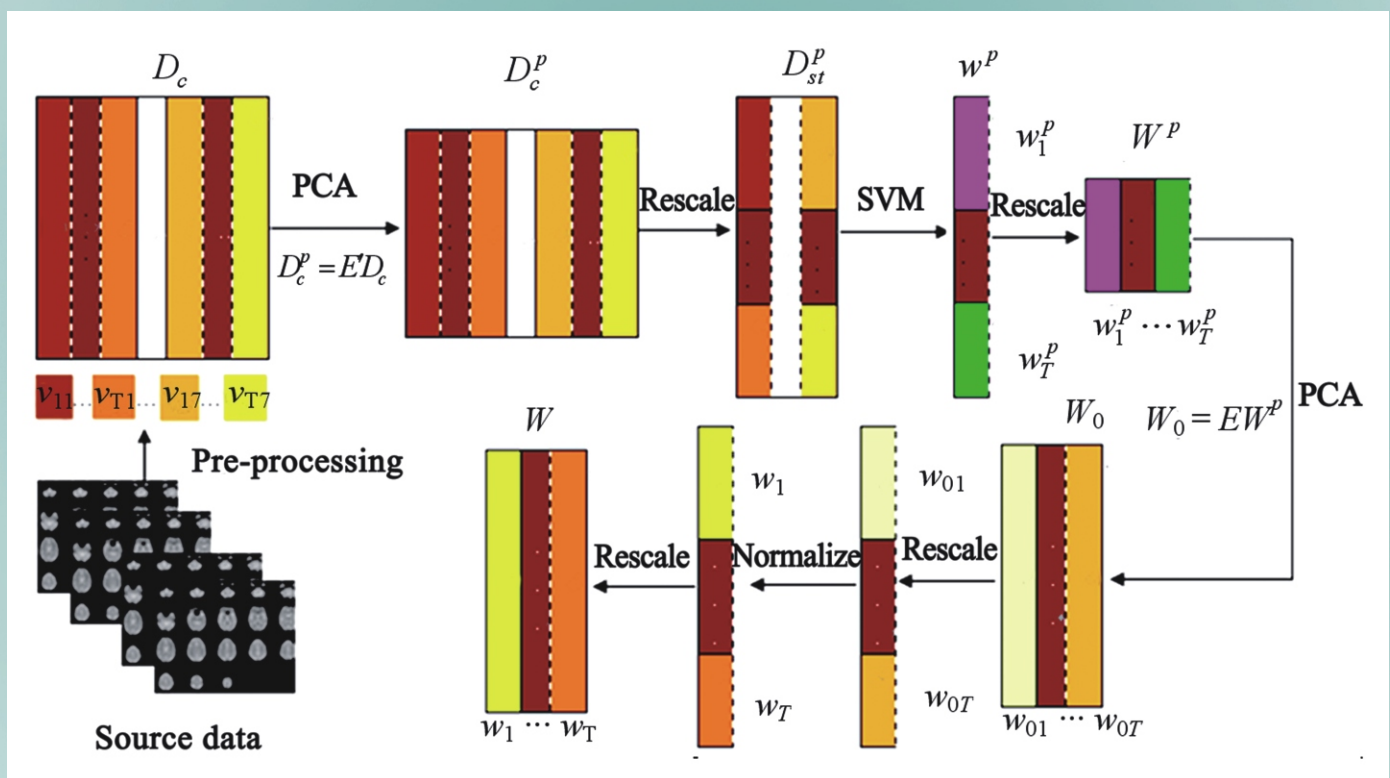 D_c
D_c^p
D_st^p
w^p
w_1^p
W^p
PCA
Rescale
SVM
Rescale
D_c^p = E'D_c
w_1^p ⋯ w_T^p
w_T^p
v_11 ... v_T1 ... v_17 ... v_T7
PCA
W
W_0
W_0 = EW^p
Pre-processing
w_1
w_01
Rescale
Normalize
Rescale
w_T
w_0T
w_1 ⋯ w_T
w_01 ⋯ w_0T
Source data